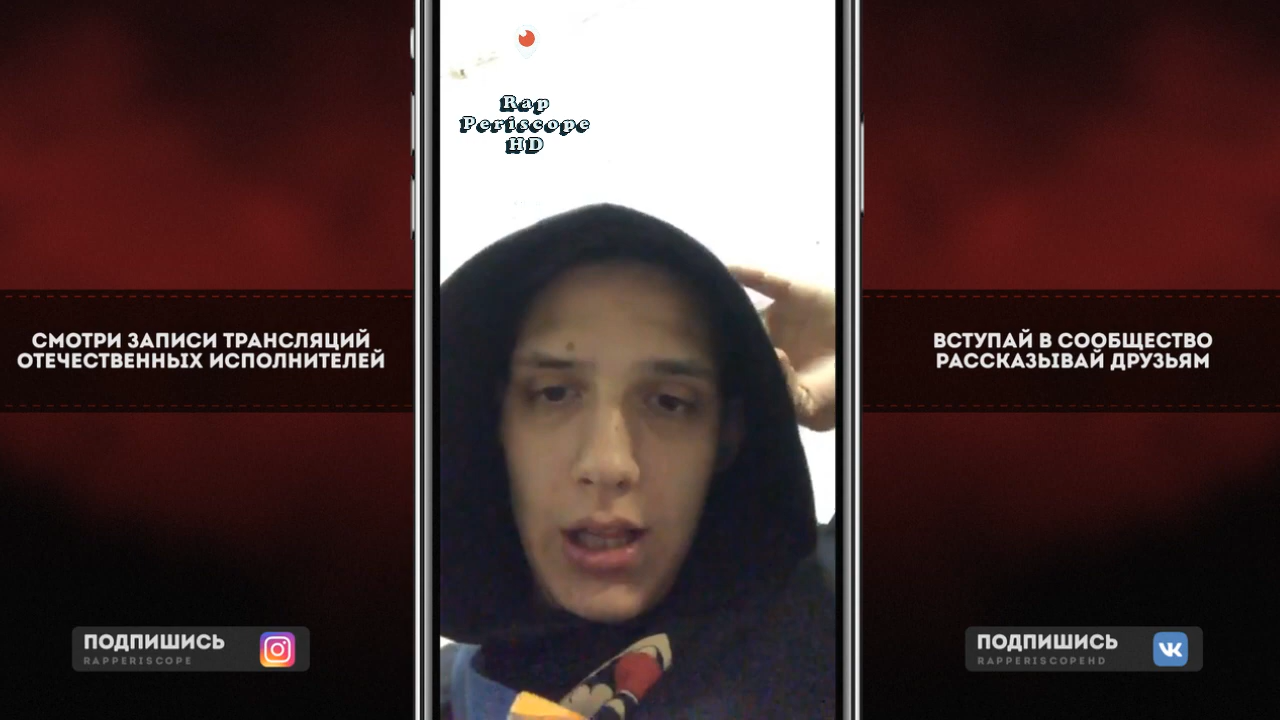 Rap
Periscope
HD
СМОТРИ ЗАПИСИ ТРАНСЛЯЦИЙ
ОТЕЧЕСТВЕННЫХ ИСПОЛНИТЕЛЕЙ
ВСТУПАЙ В СООБЩЕСТВО
РАССКАЗЫВАЙ ДРУЗЬЯМ
ПОДПИШИСЬ
RAPPERISCOPE
ПОДПИШИСЬ
RAPPERISCOPEHD